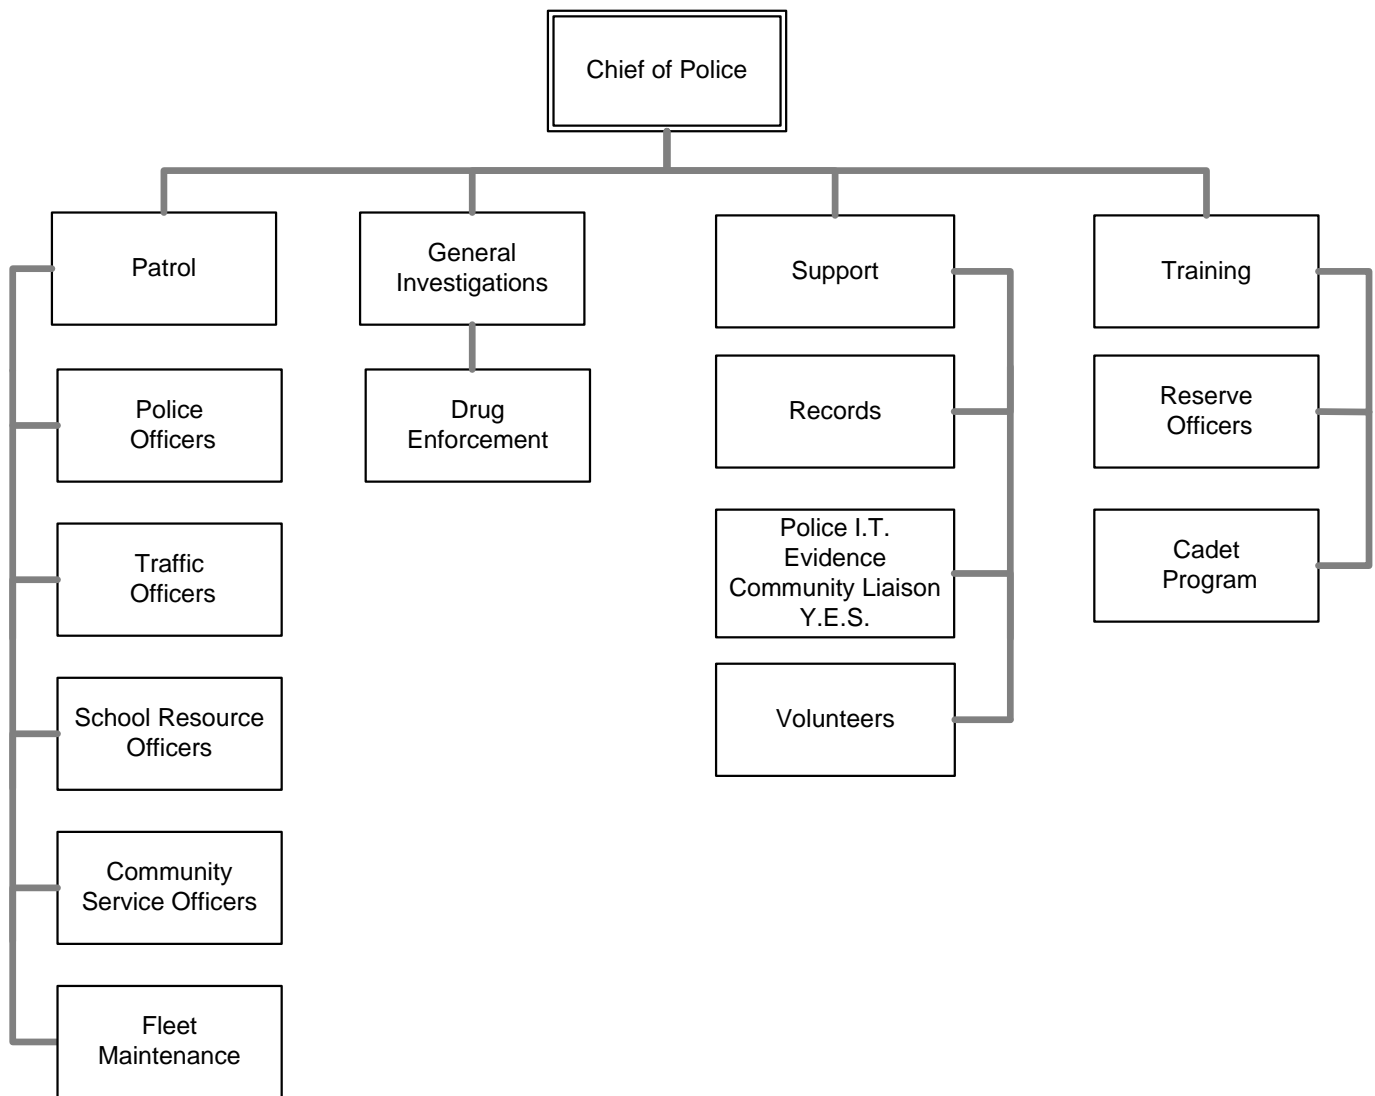 Chief of Police
Patrol
General
Investigations
Support
Training
Police
Officers
Drug
Enforcement
Records
Reserve
Officers
Traffic
Officers
Police I.T.
Evidence
Community Liaison
Y.E.S.
Cadet
Program
School Resource
Officers
Volunteers
Community
Service Officers
Fleet
Maintenance